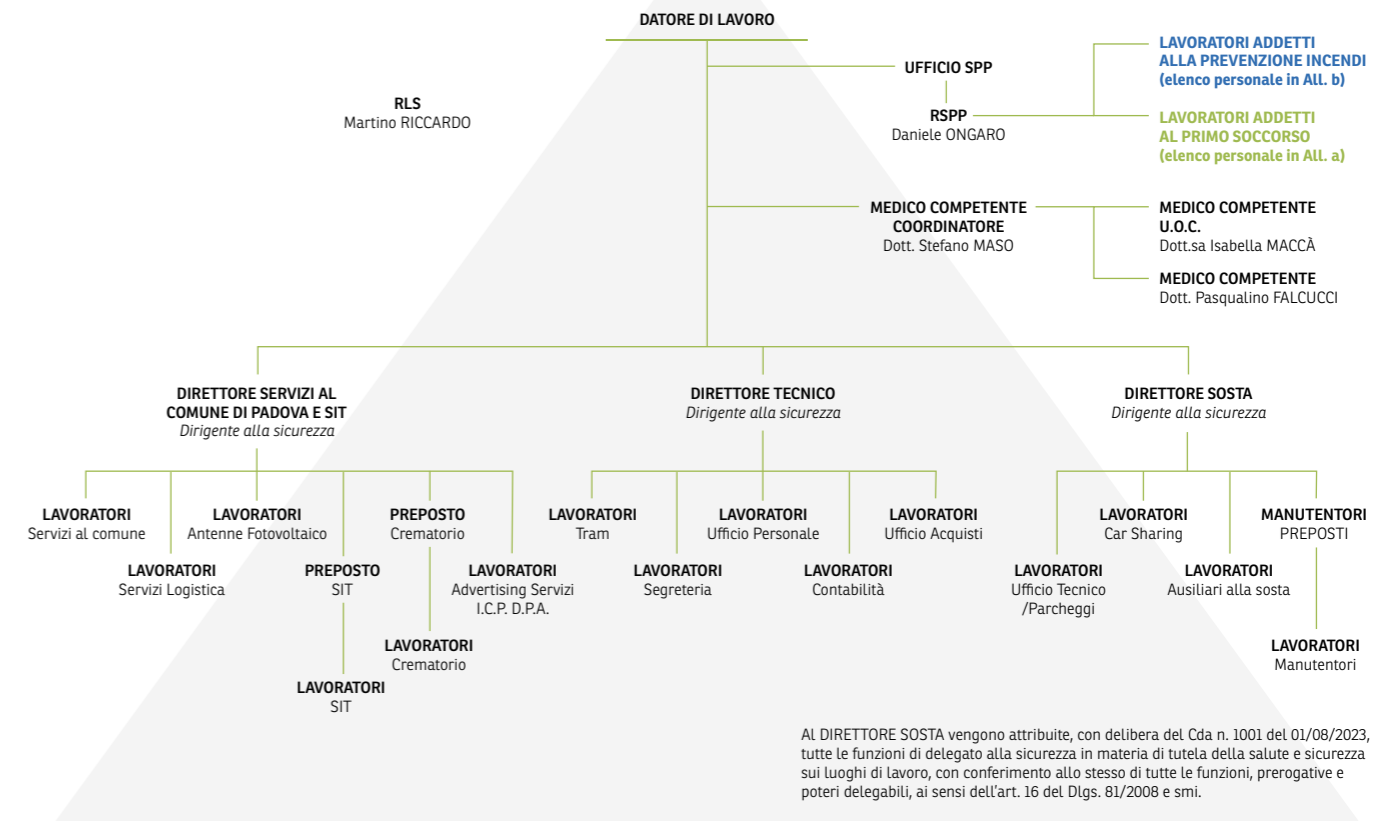 DATORE DI LAVORO
RLS
Martino RICCARDO
UFFICIO SPP
RSPP
Daniele ONGARO
LAVORATORI ADDETTI
ALLA PREVENZIONE INCENDI
(elenco personale in All. b)
LAVORATORI ADDETTI
AL PRIMO SOCCORSO
(elenco personale in All. a)
MEDICO COMPETENTE
COORDINATORE
Dott. Stefano MASO
MEDICO COMPETENTE
U.O.C.
Dott.sa Isabella MACCÀ
MEDICO COMPETENTE
Dott. Pasqualino FALCUCCI
DIRETTORE SERVIZI AL
COMUNE DI PADOVA E SIT
Dirigente alla sicurezza
DIRETTORE TECNICO
Dirigente alla sicurezza
DIRETTORE SOSTA
Dirigente alla sicurezza
LAVORATORI
Servizi al comune
LAVORATORI
Servizi Logistica
LAVORATORI
Antenne Fotovoltaico
PREPOSTO
SIT
LAVORATORI
SIT
PREPOSTO
Crematorio
LAVORATORI
Crematorio
LAVORATORI
Advertising Servizi
I.C.P. D.P.A.
LAVORATORI
Tram
LAVORATORI
Segreteria
LAVORATORI
Ufficio Personale
LAVORATORI
Contabilità
LAVORATORI
Ufficio Acquisti
LAVORATORI
Ufficio Tecnico
/Parcheggi
LAVORATORI
Car Sharing
LAVORATORI
Ausiliari alla sosta
MANUTENTORI
PREPOSTI
LAVORATORI
Manutentori
Al DIRETTORE SOSTA vengono attribuite, con delibera del Cda n. 1001 del 01/08/2023,
tutte le funzioni di delegato alla sicurezza in materia di tutela della salute e sicurezza
sui luoghi di lavoro, con conferimento allo stesso di tutte le funzioni, prerogative e
poteri delegabili, ai sensi dell'art. 16 del Dlgs. 81/2008 e smi.